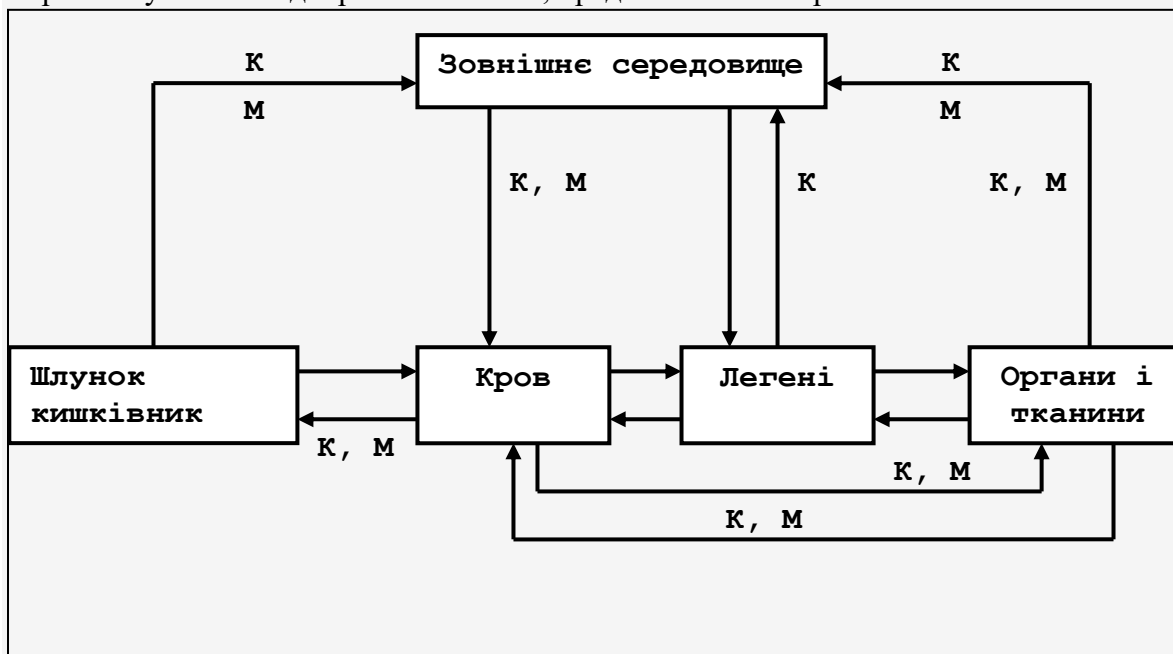 К
Зовнішнє середовище
К
М
М
К, М
К
К, М
Шлунок
кишківник
Кров
Легені
Органи і
тканини
К, М
К, М
К, М